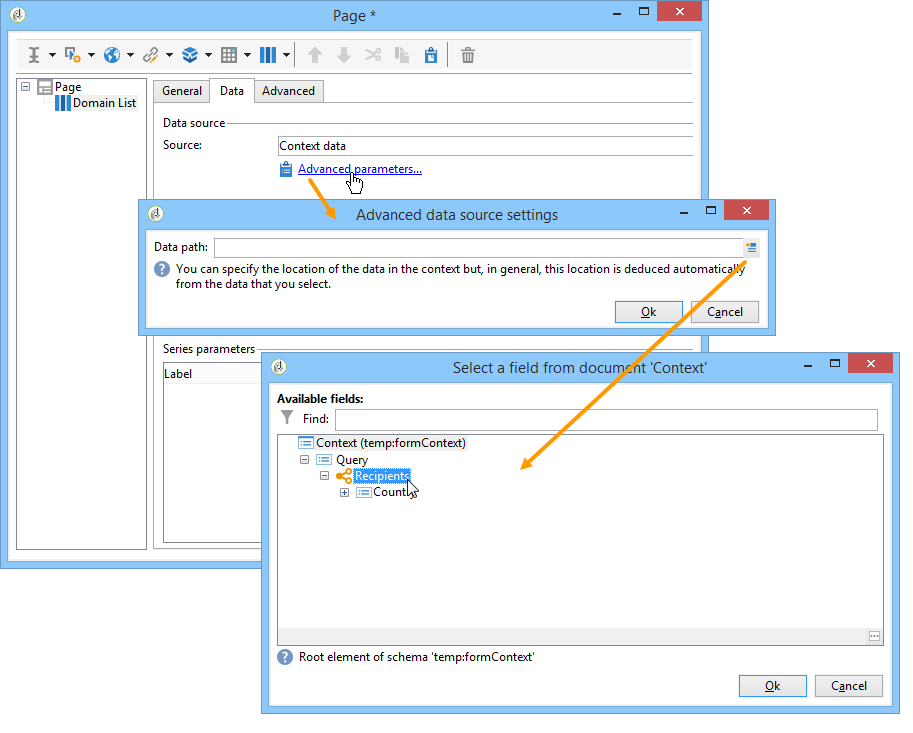 Page *
Page
Domain List
General
Data
Advanced
Data source
Source:
Context data
Advanced parameters...
Advanced data source settings
Data path:
You can specify the location of the data in the context but, in general, this location is deduced automatically
from the data that you select.
Ok
Cancel
Series parameters
Label
Select a field from document 'Context'
Available fields:
Find:
Context (temp:formContext)
Query
Recipients
Count
Root element of schema 'temp:formContext'
Ok
Cancel